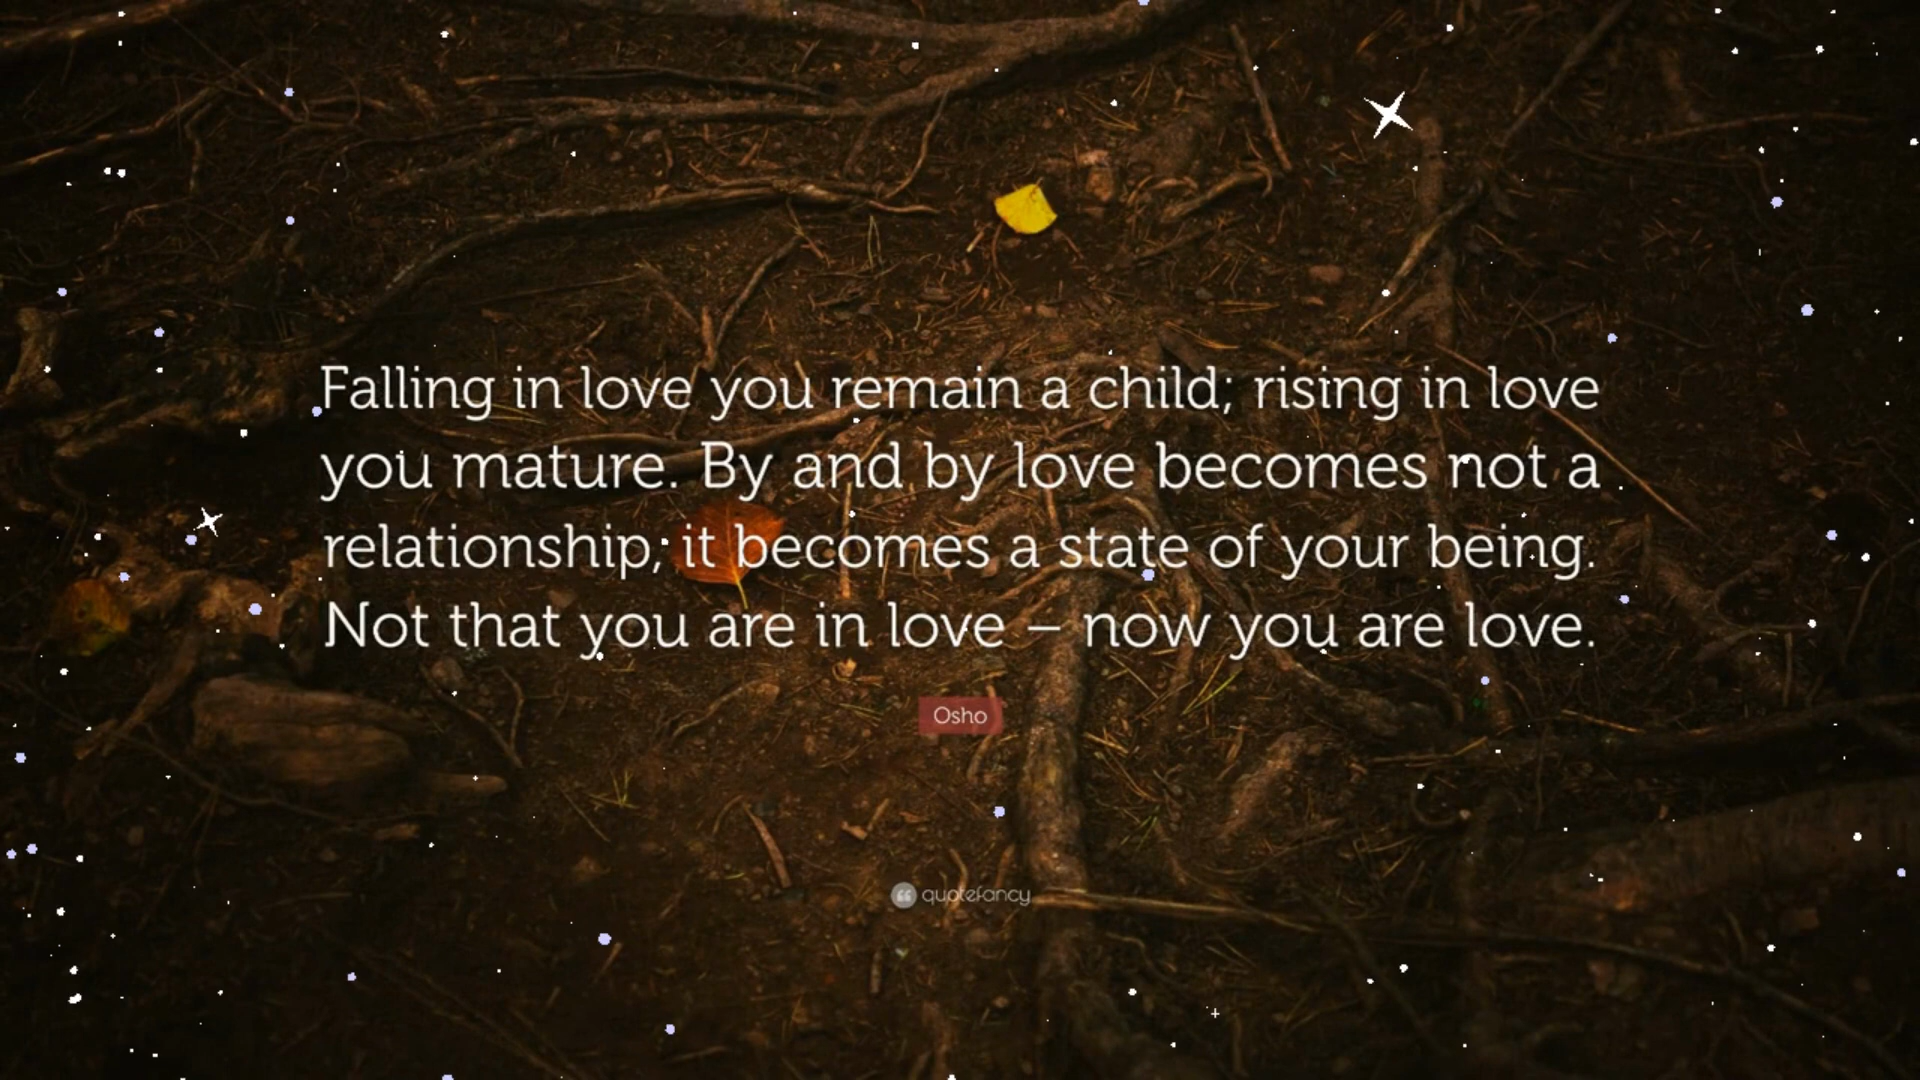 Falling in love you remain a child; rising in love
you mature. By and by love becomes not a
relationship, it becomes a state of your being.
Not that you are in love – now you are love.
Osho
quotefancy